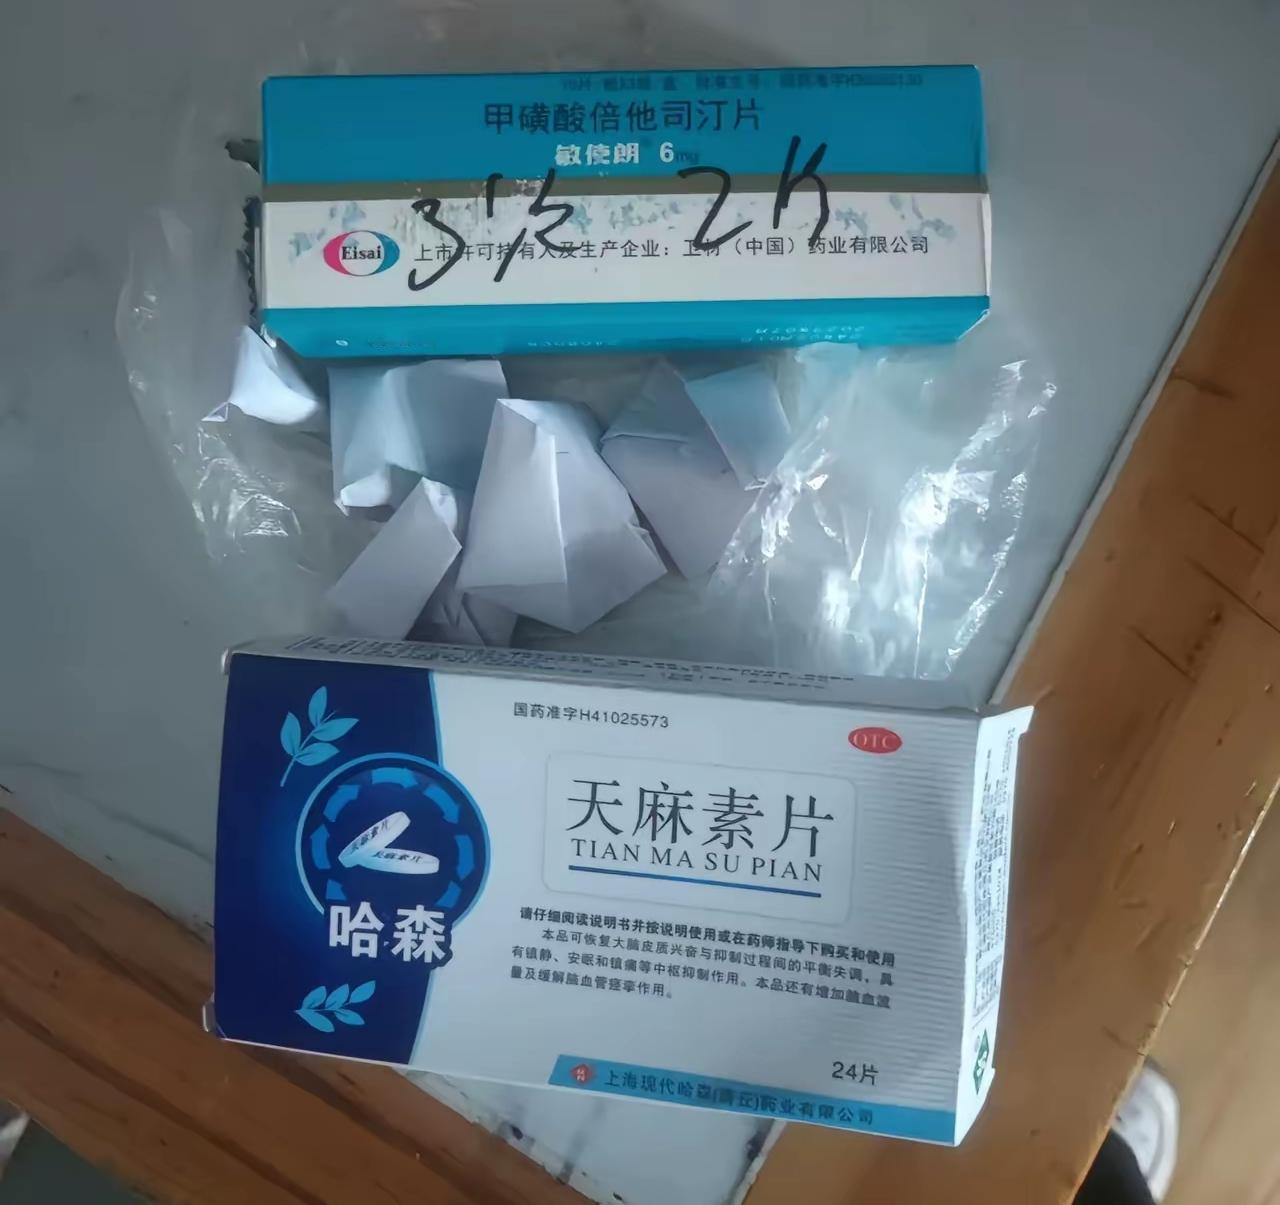 甲磺酸倍他司汀片
敏使朗 6mg
3次 2片
Eisai
上市许可持有人及生产企业：卫材（中国）药业有限公司
国药准字H41025573
OTC
天麻素片
TIAN MA SU PIAN
天麻素片
天麻素片
哈森
请仔细阅读说明书并按说明使用或在药师指导下购买和使用
本品可恢复大脑皮质兴奋与抑制过程间的平衡失调，具
有镇静、安眠和镇痛等中枢抑制作用。本品还有增加脑血流
量及缓解脑血管痉挛作用。
24片
上海现代哈森(商丘)药业有限公司